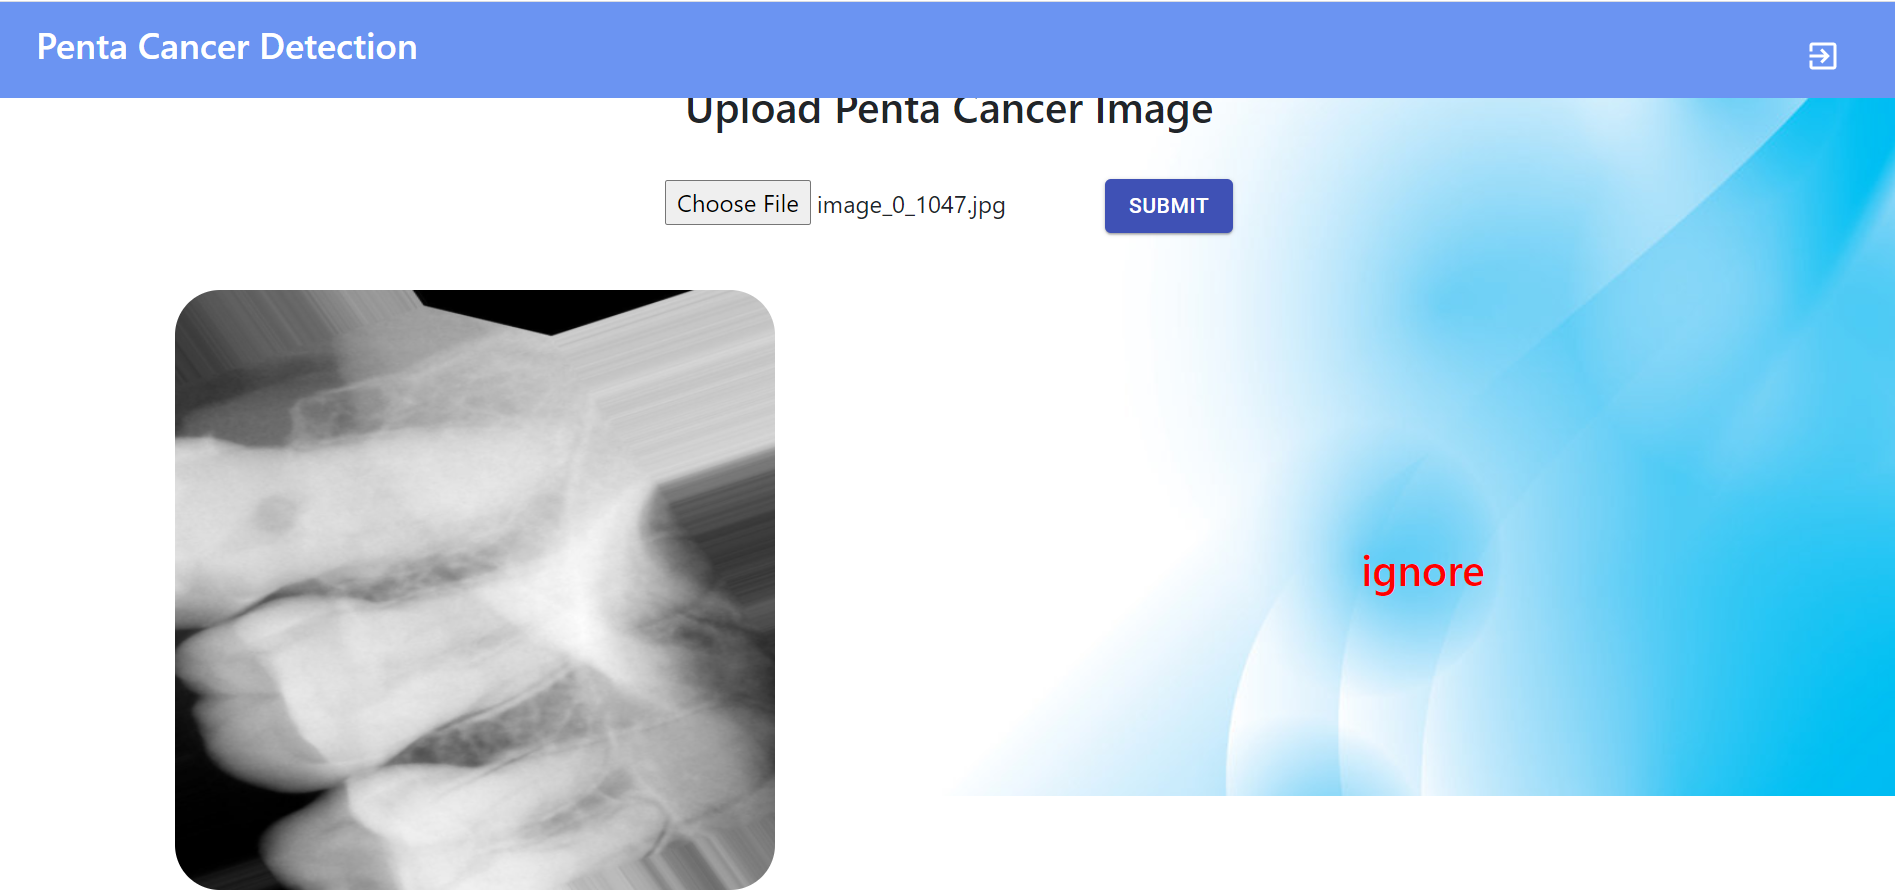 Penta Cancer Detection
Upload Penta Cancer Image
Choose File image_0_1047.jpg
SUBMIT
ignore